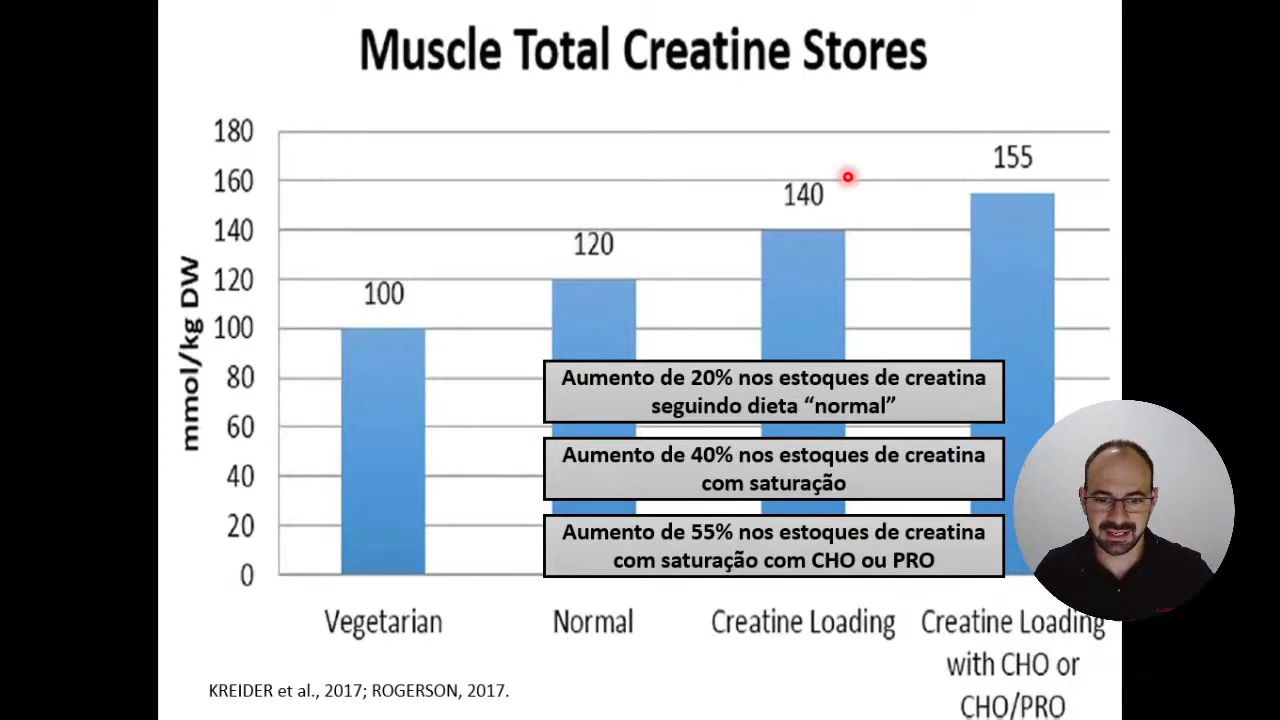 Muscle Total Creatine Stores
180
160
140
120
100
80
60
40
20
0
mmol/kg DW
100
120
140
155
Aumento de 20% nos estoques de creatina
seguindo dieta “normal”
Aumento de 40% nos estoques de creatina
com saturação
Aumento de 55% nos estoques de creatina
com saturação com CHO ou PRO
Vegetarian
Normal
Creatine Loading
Creatine Loading
with CHO or
CHO/PRO
KREIDER et al., 2017; ROGERSON, 2017.